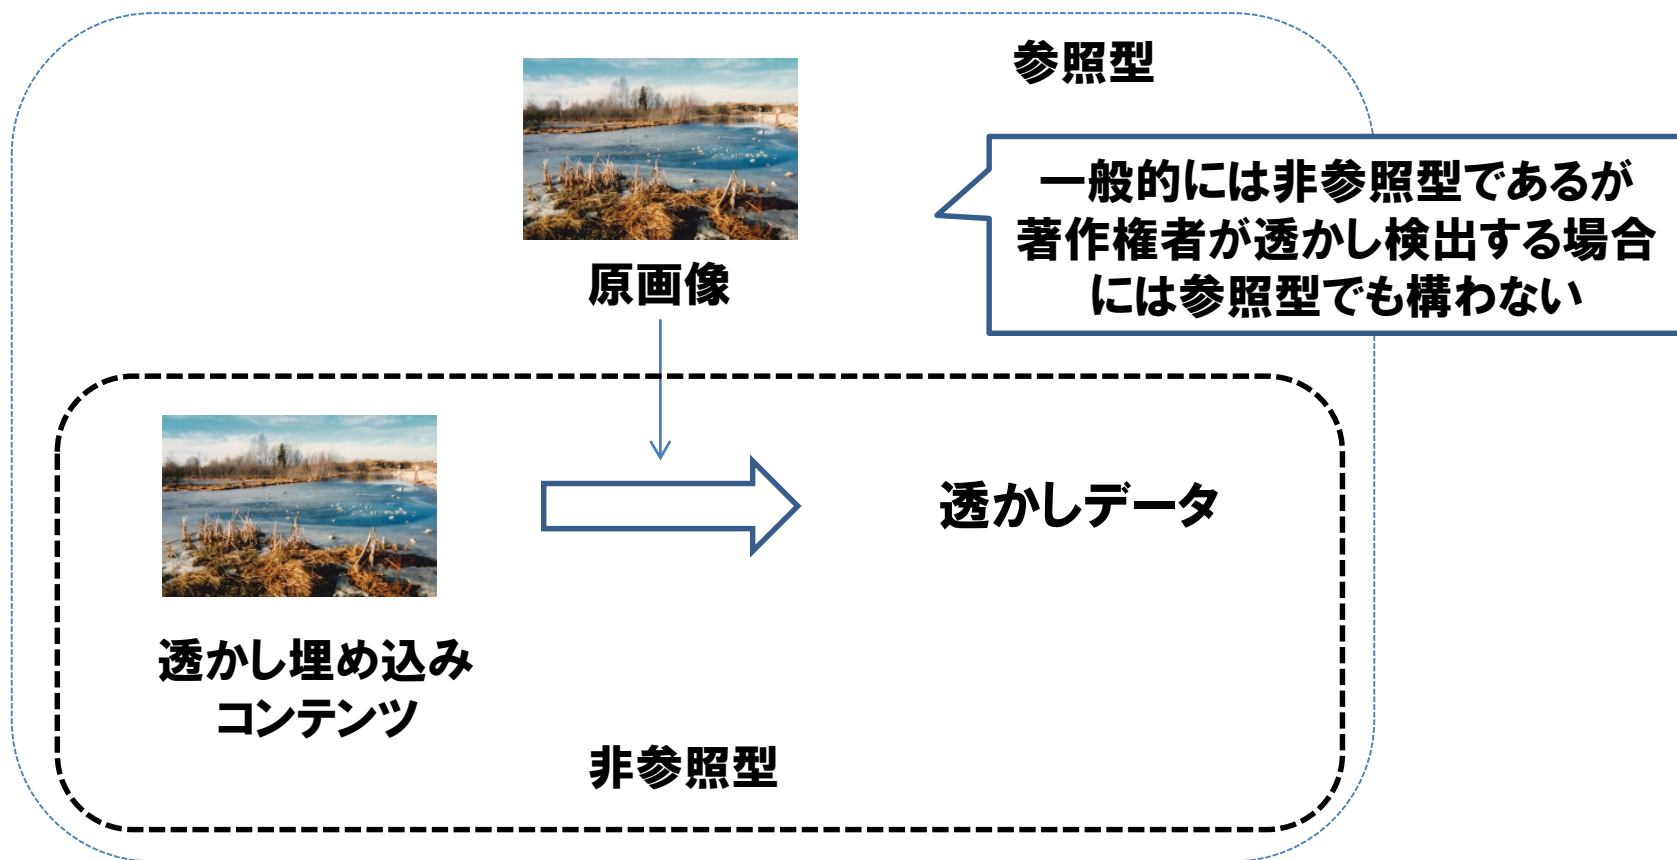 参照型
一般的には非参照型であるが
著作権者が透かし検出する場合
には参照型でも構わない
原画像
透かしデータ
透かし埋め込み
コンテンツ
非参照型